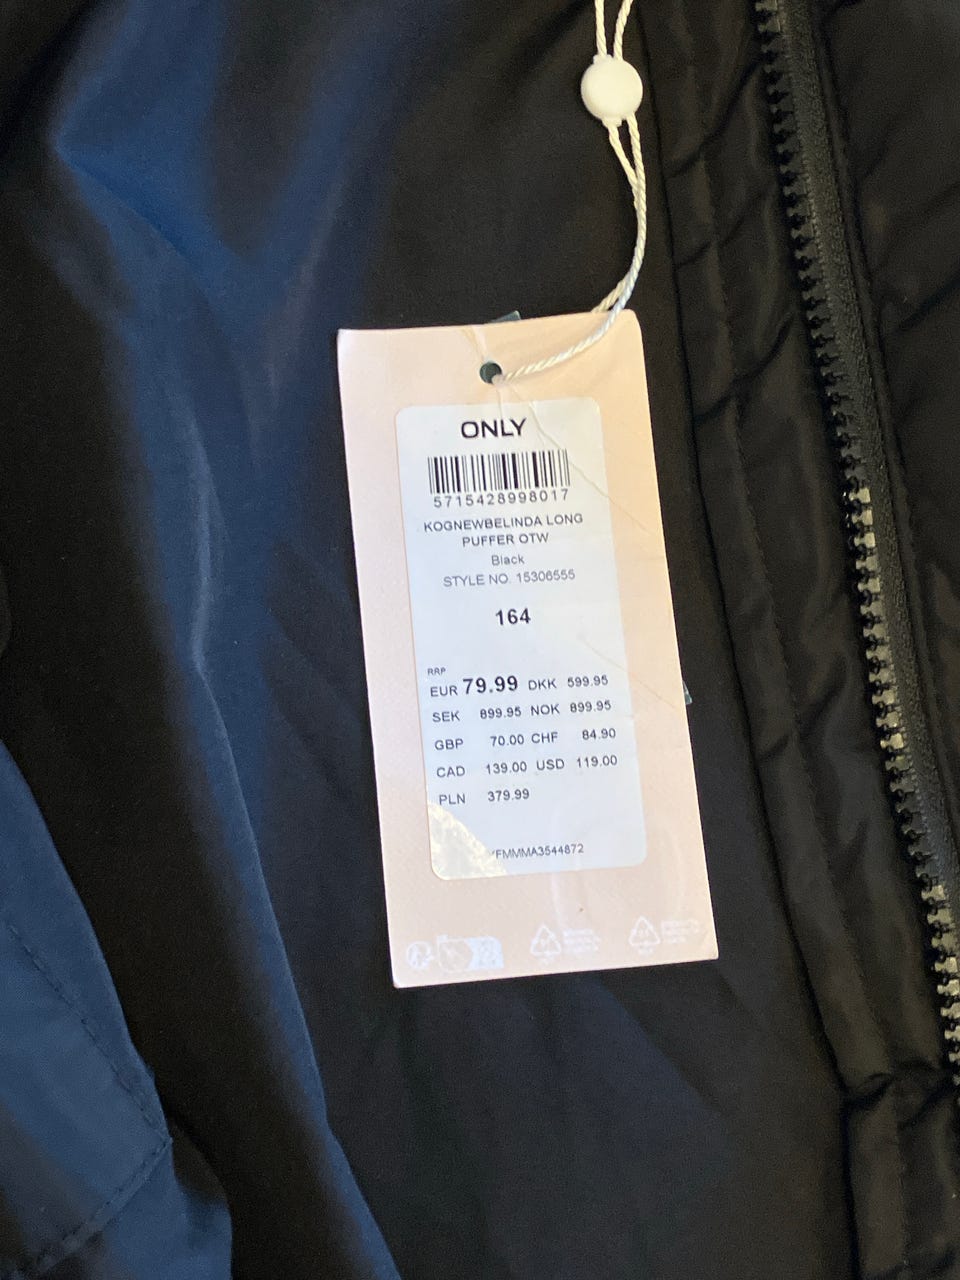 ONLY
5715428998017
KOGNEWBELINDA LONG
PUFFER OTW
Black
STYLE NO. 15306555
164
RRP
EUR 79.99 DKK 599.95
SEK 899.95 NOK 899.95
GBP 70.00 CHF 84.90
CAD 139.00 USD 119.00
PLN 379.99
YFMMMA3544872